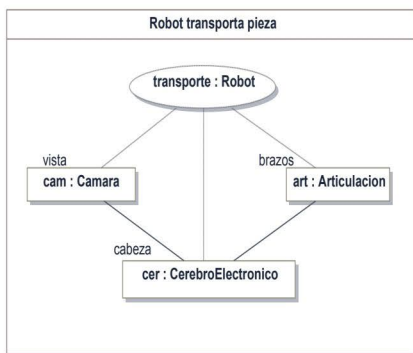 Robot transporta pieza
transporte : Robot
vista
brazos
cam : Camara
art : Articulacion
cabeza
cer : CerebroElectronico